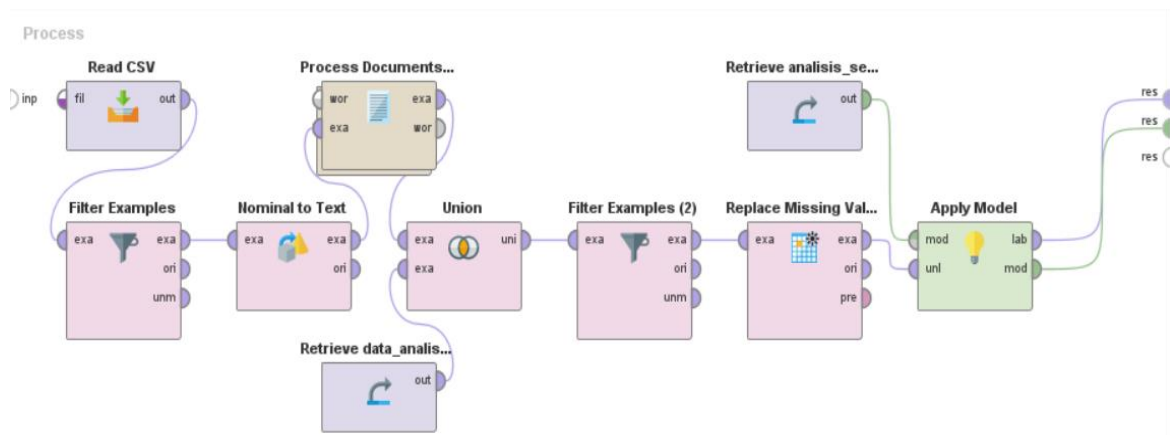 Process
Read CSV
Process Documents...
Retrieve analisis_se...
inp
fil out
wor exa
exa wor
out
res
res
res
Filter Examples
Nominal to Text
Union
Filter Examples (2)
Replace Missing Val...
Apply Model
exa exa
ori
unm
exa exa
ori
exa uni
exa
exa exa
ori
unm
exa exa
ori
pre
mod lab
unl mod
Retrieve data_analis...
out